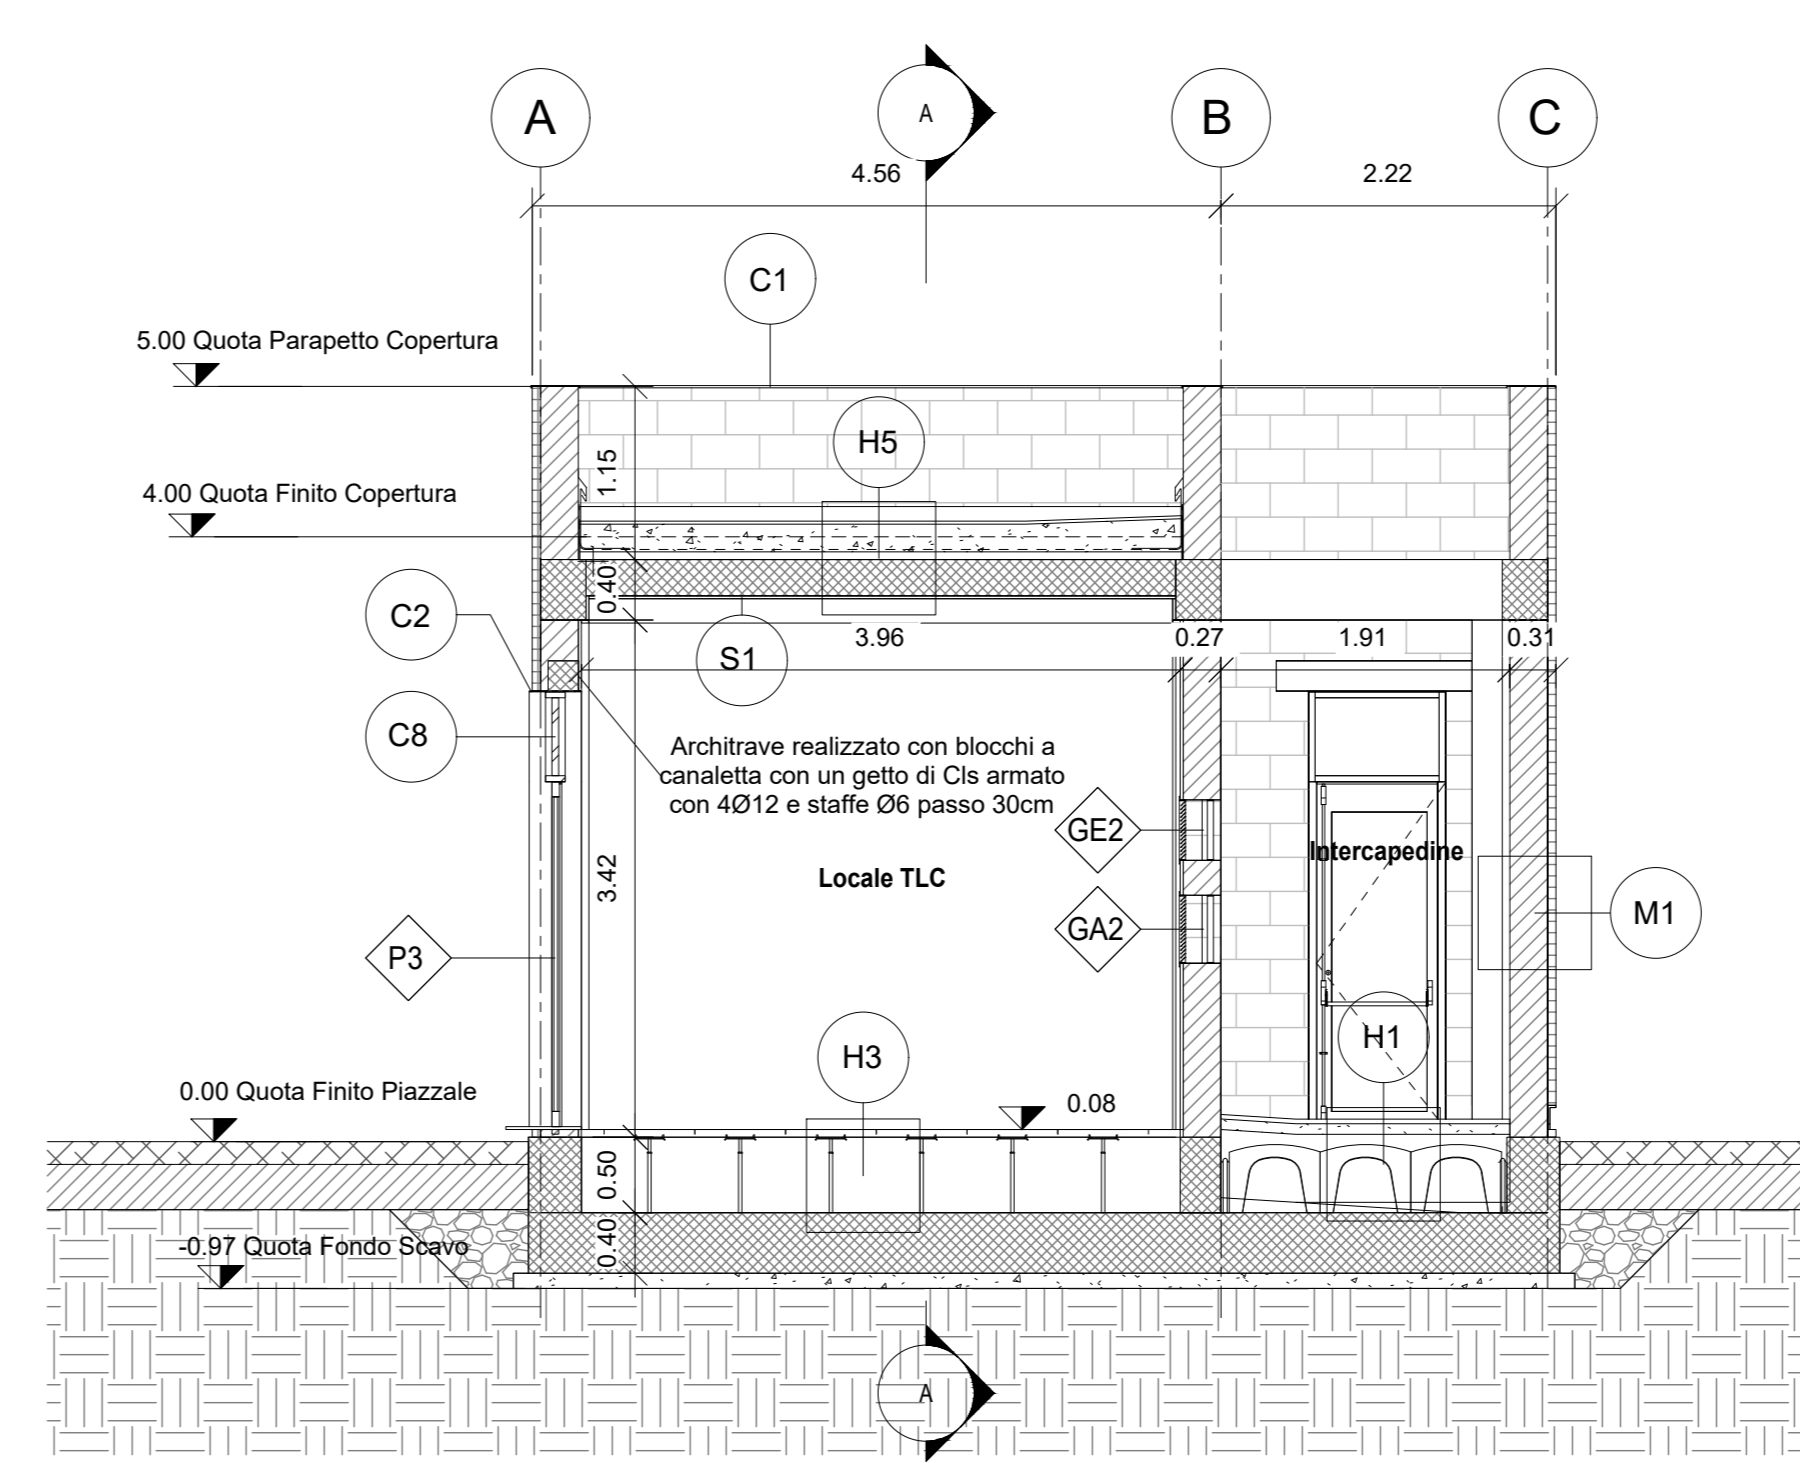 A
A
B
C
4.56
2.22
C1
5.00 Quota Parapetto Copertura
H5
1.15
4.00 Quota Finito Copertura
0.40
C2
S1
3.96
0.27
1.91
0.31
C8
Architrave realizzato con blocchi a
canaletta con un getto di Cls armato
con 4Ø12 e staffe Ø6 passo 30cm
GE2
Intercapedine
3.42
Locale TLC
GA2
M1
P3
H3
H1
0.00 Quota Finito Piazzale
0.08
0.50
-0.97 Quota Fondo Scavo
0.40
A